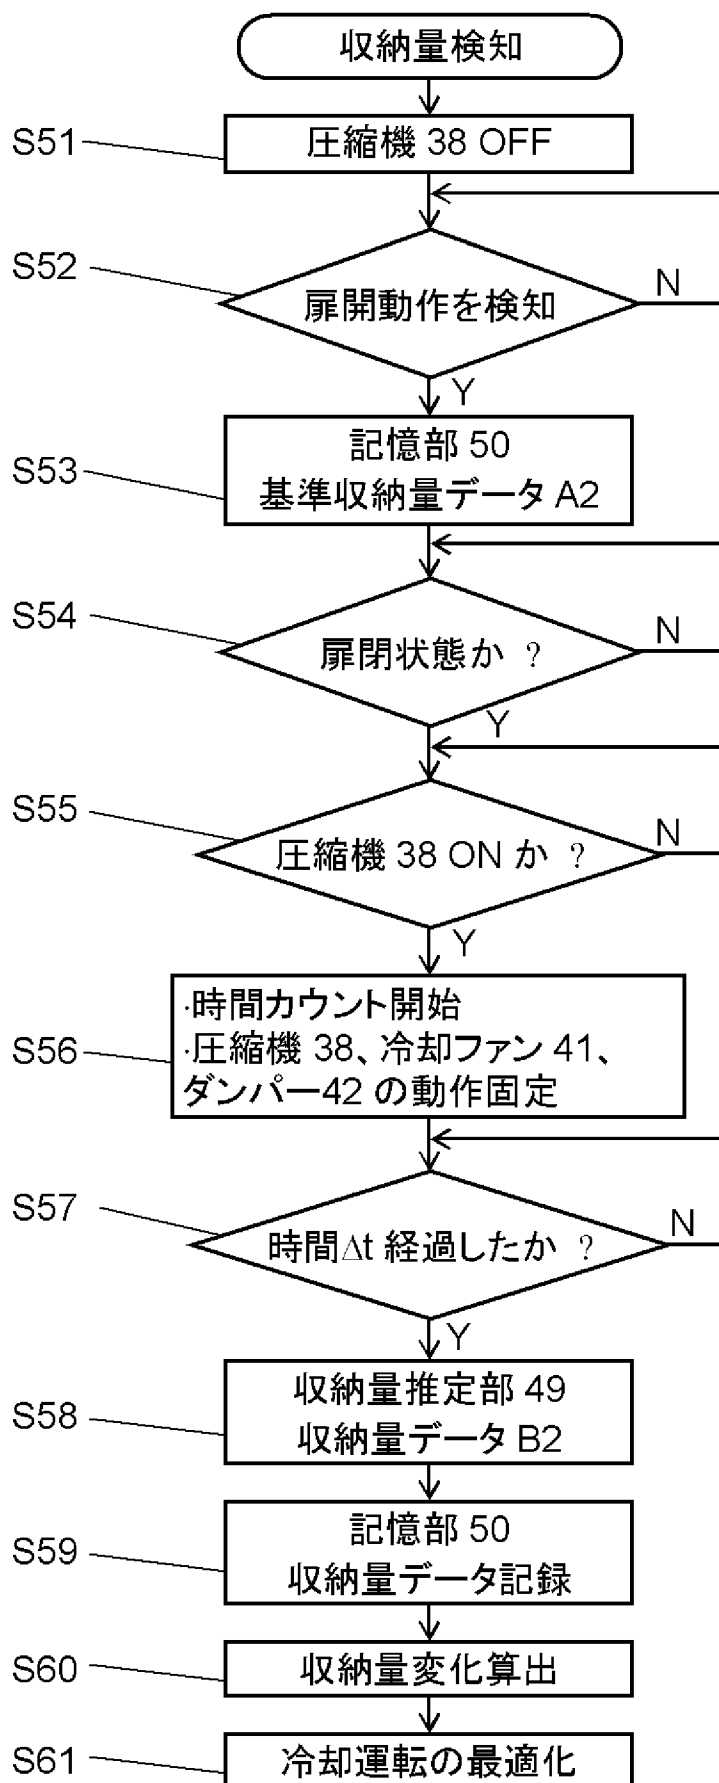 収納量検知
S51
圧縮機 38 OFF
S52
扉開動作を検知
N
Y
S53
記憶部 50
基準収納量データ A2
S54
扉閉状態か ?
N
Y
S55
圧縮機 38 ON か ?
N
Y
S56
·時間カウント開始
·圧縮機 38、冷却ファン 41、
ダンパー42 の動作固定
S57
時間Δt 経過したか ?
N
Y
S58
収納量推定部 49
収納量データ B2
S59
記憶部 50
収納量データ記録
S60
収納量変化算出
S61
冷却運転の最適化